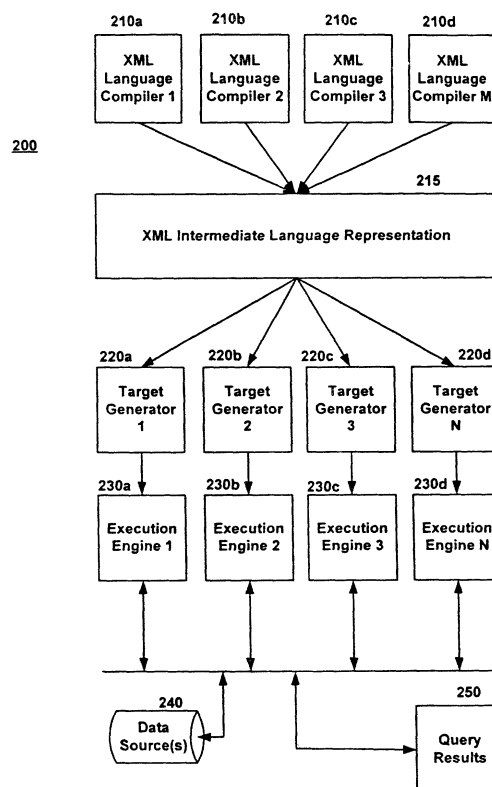 210a 210b 210c 210d
XML Language Compiler 1
XML Language Compiler 2
XML Language Compiler 3
XML Language Compiler M
200
215
XML Intermediate Language Representation
220a 220b 220c 220d
Target Generator 1
Target Generator 2
Target Generator 3
Target Generator N
230a 230b 230c 230d
Execution Engine 1
Execution Engine 2
Execution Engine 3
Execution Engine N
240
Data Source(s)
250
Query Results